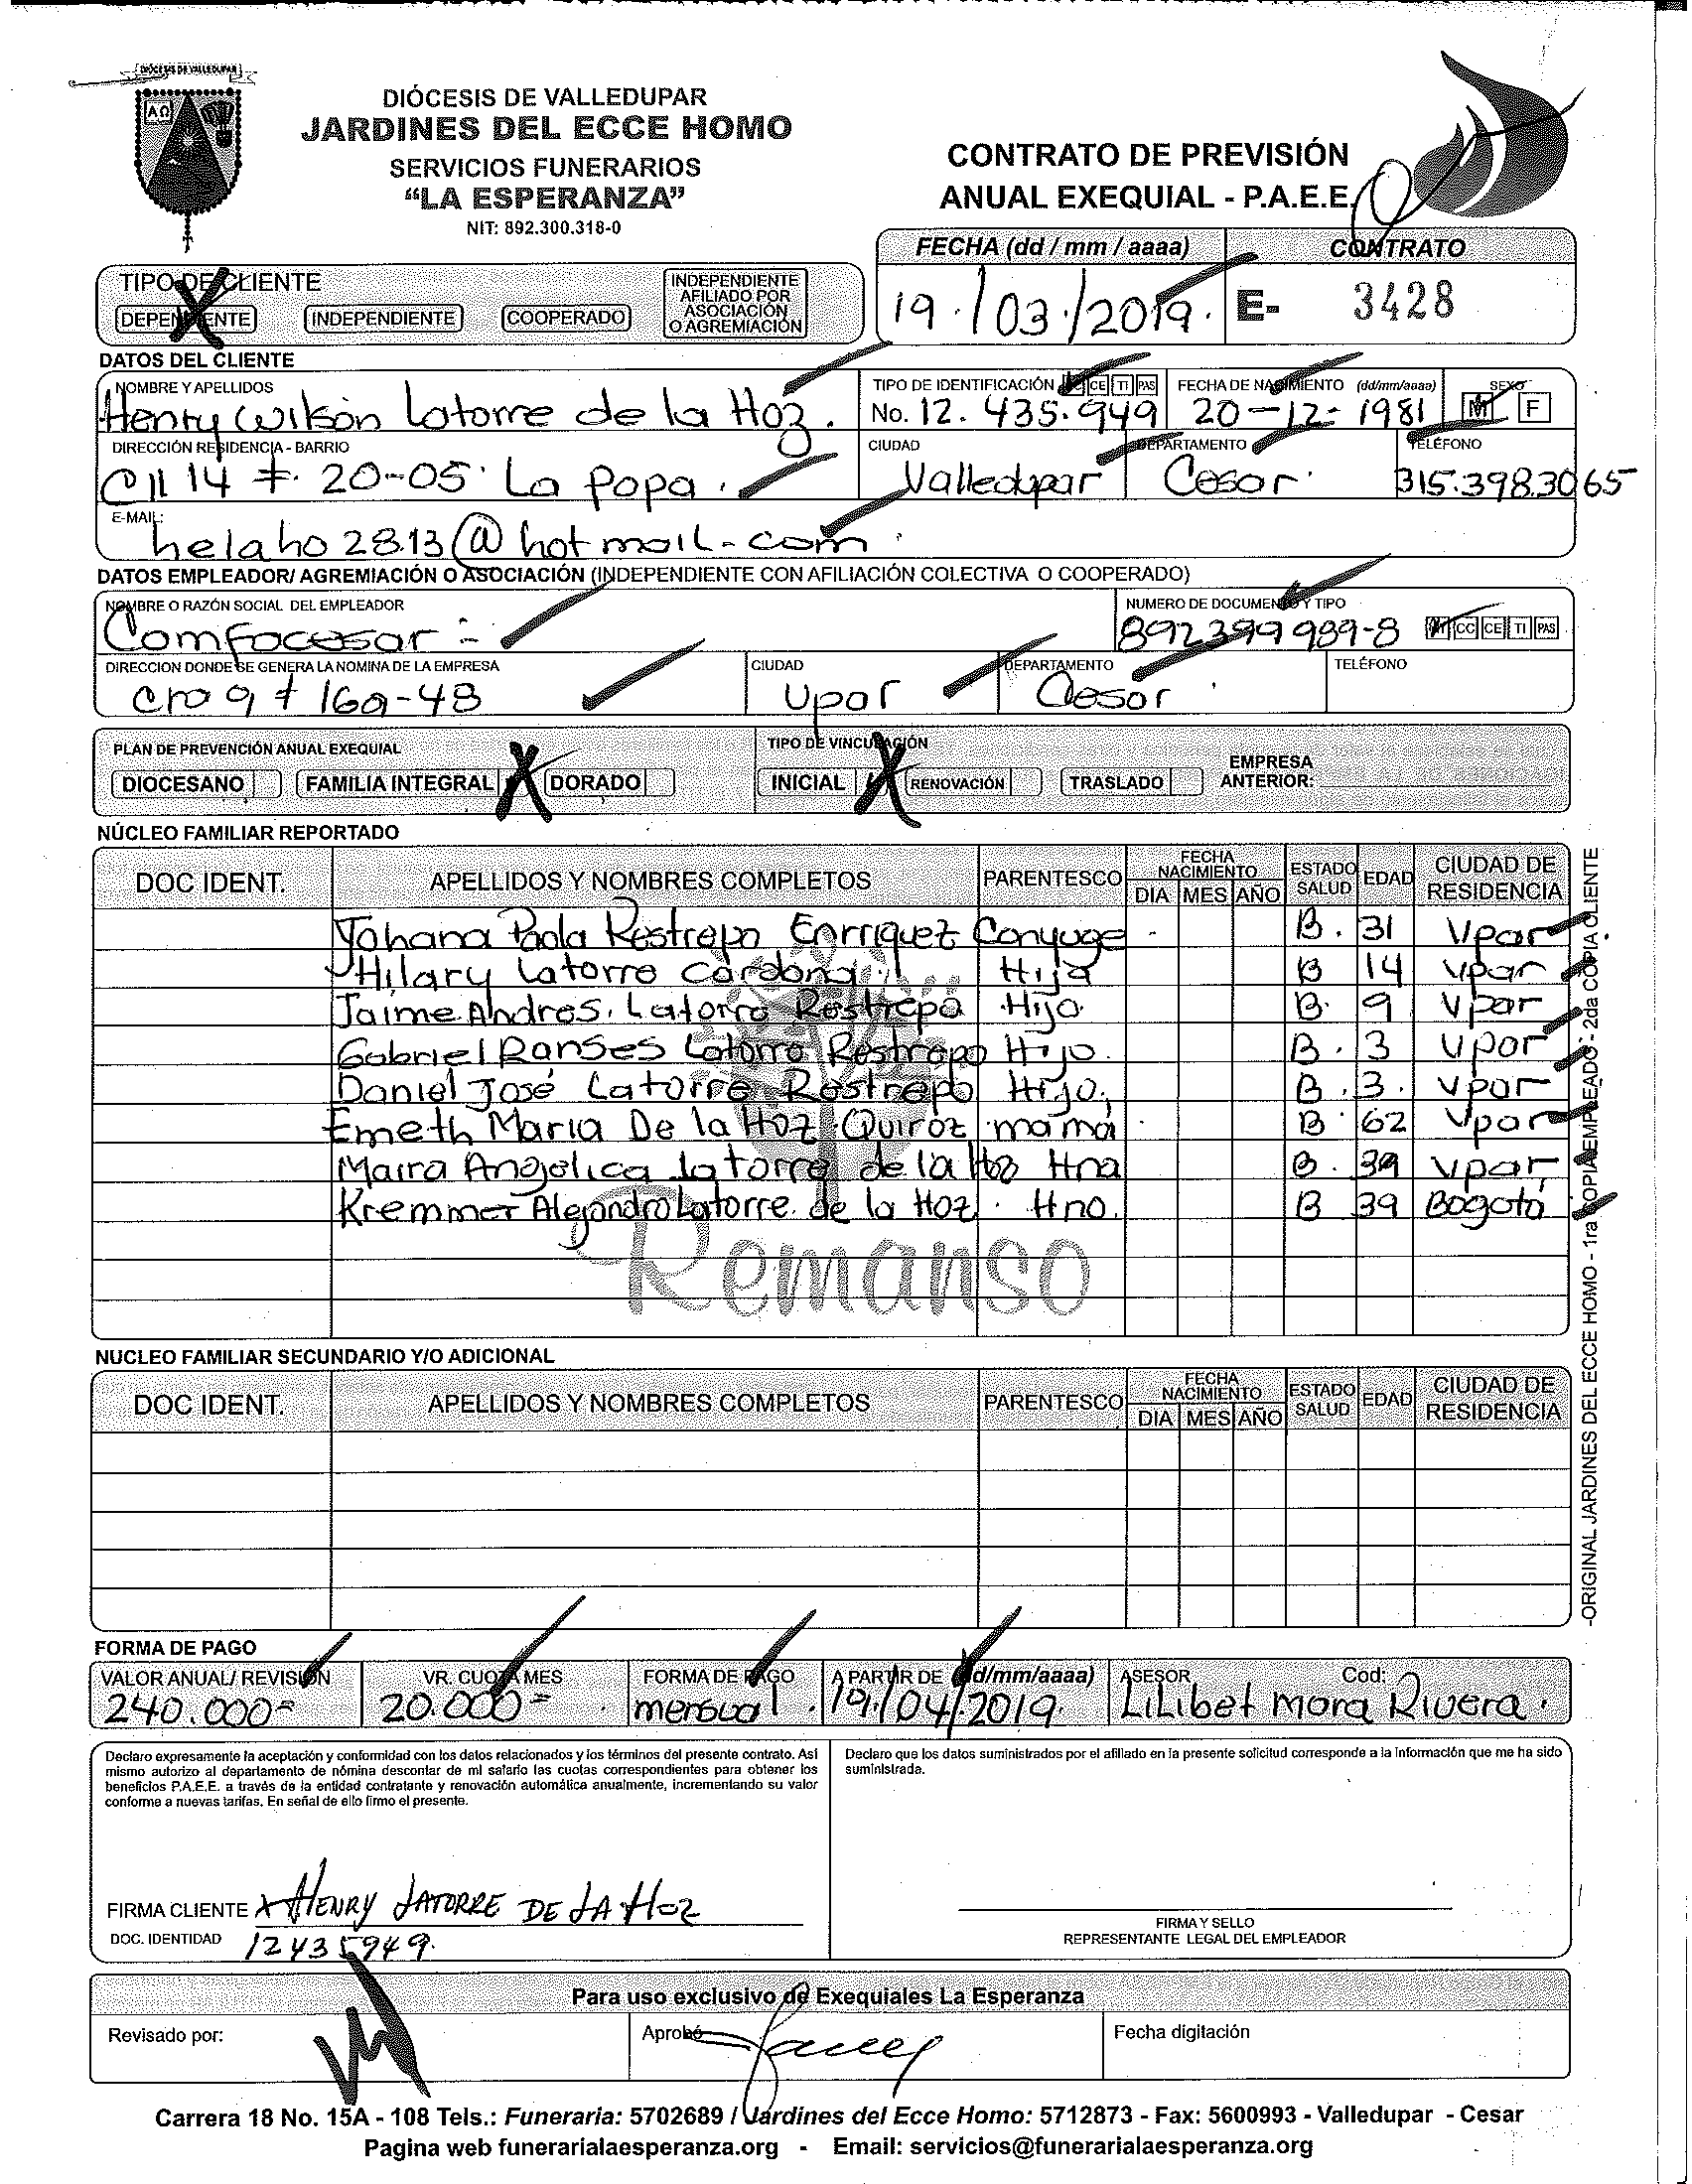 DIÓCESIS DE VALLEDUPAR
DIÓCESIS DE VALLEDUPAR
JARDINES DEL ECCE HOMO
SERVICIOS FUNERARIOS
“LA ESPERANZA”
NIT: 892.300.318-0
ΑΩ
CONTRATO DE PREVISIÓN
ANUAL EXEQUIAL - P.A.E.E.
FECHA (dd / mm / aaaa) CONTRATO
19./03/2019. E- 3428
TIPO DE CLIENTE
DEPENDIENTE INDEPENDIENTE COOPERADO INDEPENDIENTE AFILIADO POR ASOCIACIÓN O AGREMIACIÓN
DATOS DEL CLIENTE
NOMBRE Y APELLIDOS TIPO DE IDENTIFICACIÓN CE TI PAS FECHA DE NACIMIENTO (dd/mm/aaaa) SEXO
Henry Wilson Latorre de la Hoz. No. 12.435.949 20-12-1981 M F
DIRECCIÓN RESIDENCIA - BARRIO CIUDAD DEPARTAMENTO TELÉFONO
Cll 14 #. 20-05 La Popa. Valledupar Cesar. 315.398.3065
E-MAIL:
helaho2813@hotmail-com
DATOS EMPLEADOR/ AGREMIACIÓN O ASOCIACIÓN (INDEPENDIENTE CON AFILIACIÓN COLECTIVA O COOPERADO)
NOMBRE O RAZÓN SOCIAL DEL EMPLEADOR NUMERO DE DOCUMENTO Y TIPO
Comfacesar 892399989-8 NIT CC CE TI PAS
DIRECCION DONDE SE GENERA LA NOMINA DE LA EMPRESA CIUDAD DEPARTAMENTO TELÉFONO
Cra 9 # 16a-48 Upar Cesar
PLAN DE PREVENCIÓN ANUAL EXEQUIAL TIPO DE VINCULACIÓN
DIOCESANO FAMILIA INTEGRAL X DORADO INICIAL X RENOVACIÓN TRASLADO EMPRESA ANTERIOR:
NÚCLEO FAMILIAR REPORTADO
DOC IDENT. APELLIDOS Y NOMBRES COMPLETOS PARENTESCO FECHA NACIMIENTO DIA MES AÑO ESTADO SALUD EDAD CIUDAD DE RESIDENCIA
Yohana Paola Restrepo Enrriquez Conyuge B. 31 Vpar
Hilary Latorre Cardona Hija B 14 Vpar
Jaime Andres. Latorre Restrepo Hijo. B. 9 Vpar
Gabriel Ranses Latorre Restrepo Hijo. B. 3 Upar
Daniel José Latorre Restrepo Hijo. B. 3. Vpar
Emeth Maria De la Hoz Quiroz mamá B 62 Vpar
Maira Angelica Latorre de la Hoz Hna B. 39 Vpar
Kremmer Alejandro Latorre de la Hoz. Hno. B 39 Bogotá
Remanso
NUCLEO FAMILIAR SECUNDARIO Y/O ADICIONAL
DOC IDENT. APELLIDOS Y NOMBRES COMPLETOS PARENTESCO FECHA NACIMIENTO DIA MES AÑO ESTADO SALUD EDAD CIUDAD DE RESIDENCIA
-ORIGINAL JARDINES DEL ECCE HOMO - 1ra COPIA EMPLEADO - 2da COPIA CLIENTE
FORMA DE PAGO
VALOR ANUAL/ REVISIÓN VR. CUOTA MES FORMA DE PAGO A PARTIR DE (dd/mm/aaaa) ASESOR Cod:
240.000= 20.000= mensual. 19/04/2019. Lilibet Mora Rivera.
Declaro expresamente la aceptación y conformidad con los datos relacionados y los términos del presente contrato. Así
mismo autorizo al departamento de nómina descontar de mi salario las cuotas correspondientes para obtener los
beneficios P.A.E.E. a través de la entidad contratante y renovación automática anualmente, incrementando su valor
conforme a nuevas tarifas. En señal de ello firmo el presente.
Declaro que los datos suministrados por el afiliado en la presente solicitud corresponde a la información que me ha sido
suministrada.
FIRMA CLIENTE X HENRY LATORRE DE LA HOZ
DOC. IDENTIDAD 12435949.
FIRMA Y SELLO
REPRESENTANTE LEGAL DEL EMPLEADOR
Para uso exclusivo de Exequiales La Esperanza
Revisado por: Aprobó Fecha digitación
Carrera 18 No. 15A - 108 Tels.: Funeraria: 5702689 / Jardines del Ecce Homo: 5712873 - Fax: 5600993 - Valledupar - Cesar
Pagina web funerarialaesperanza.org - Email: servicios@funerarialaesperanza.org